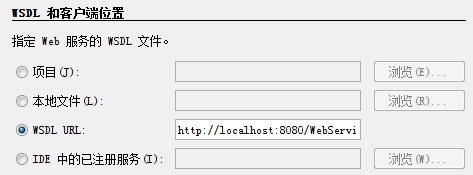 WSDL 和客户端位置
指定 Web 服务的 WSDL 文件。
项目(J): 浏览(E)...
本地文件(L): 浏览(R)...
WSDL URL: http://localhost:8080/WebServi
IDE 中的已注册服务(I): 浏览(W)...